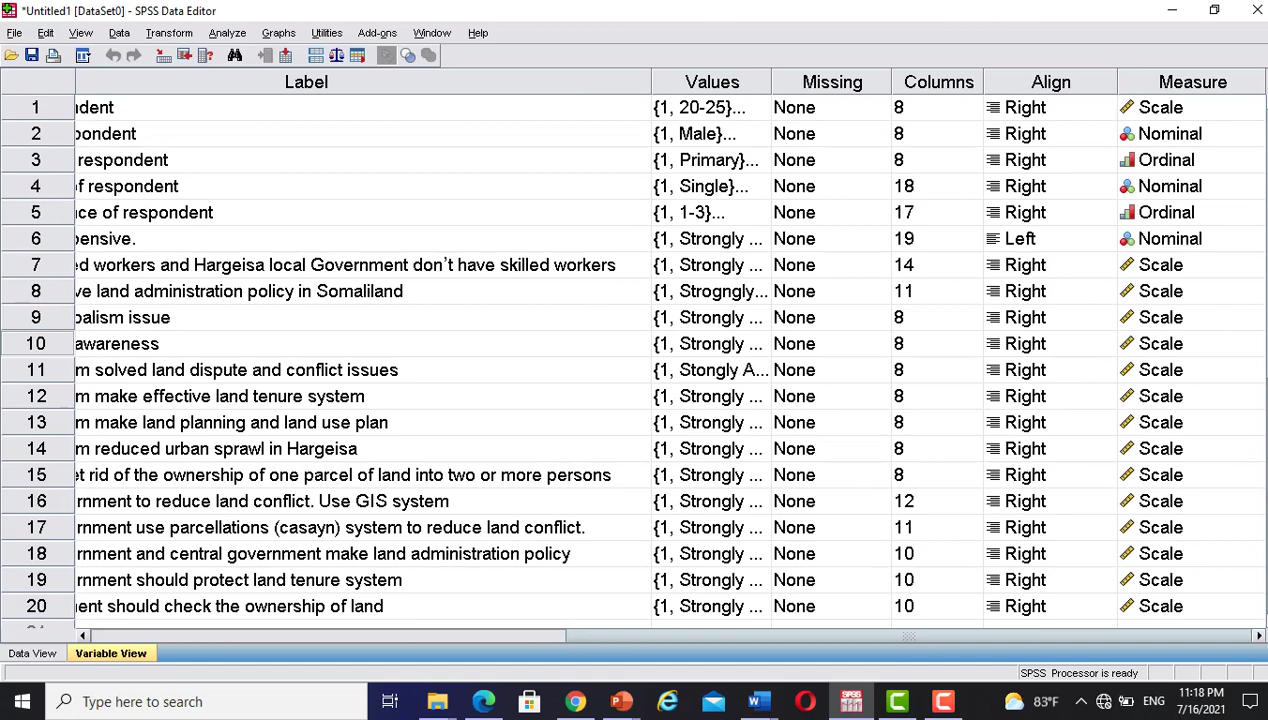 *Untitled1 [DataSet0] - SPSS Data Editor
File Edit View Data Transform Analyze Graphs Utilities Add-ons Window Help
Label Values Missing Columns Align Measure
1 ndent {1, 20-25}... None 8 Right Scale
2 pondent {1, Male}... None 8 Right Nominal
3 respondent {1, Primary}... None 8 Right Ordinal
4 of respondent {1, Single}... None 18 Right Nominal
5 ce of respondent {1, 1-3}... None 17 Right Ordinal
6 pensive. {1, Strongly ... None 19 Left Nominal
7 ed workers and Hargeisa local Government don't have skilled workers {1, Strongly ... None 14 Right Scale
8 ve land administration policy in Somaliland {1, Strogngly... None 11 Right Scale
9 balism issue {1, Strongly ... None 8 Right Scale
10 awareness {1, Strongly ... None 8 Right Scale
11 m solved land dispute and conflict issues {1, Stongly A... None 8 Right Scale
12 m make effective land tenure system {1, Strongly ... None 8 Right Scale
13 m make land planning and land use plan {1, Strongly ... None 8 Right Scale
14 m reduced urban sprawl in Hargeisa {1, Strongly ... None 8 Right Scale
15 et rid of the ownership of one parcel of land into two or more persons {1, Strongly ... None 8 Right Scale
16 rnment to reduce land conflict. Use GIS system {1, Strongly ... None 12 Right Scale
17 rnment use parcellations (casayn) system to reduce land conflict. {1, Strongly ... None 11 Right Scale
18 rnment and central government make land administration policy {1, Strongly ... None 10 Right Scale
19 rnment should protect land tenure system {1, Strongly ... None 10 Right Scale
20 ent should check the ownership of land {1, Strongly ... None 10 Right Scale
Data View Variable View
SPSS Processor is ready
Type here to search 83°F ENG 11:18 PM
7/16/2021